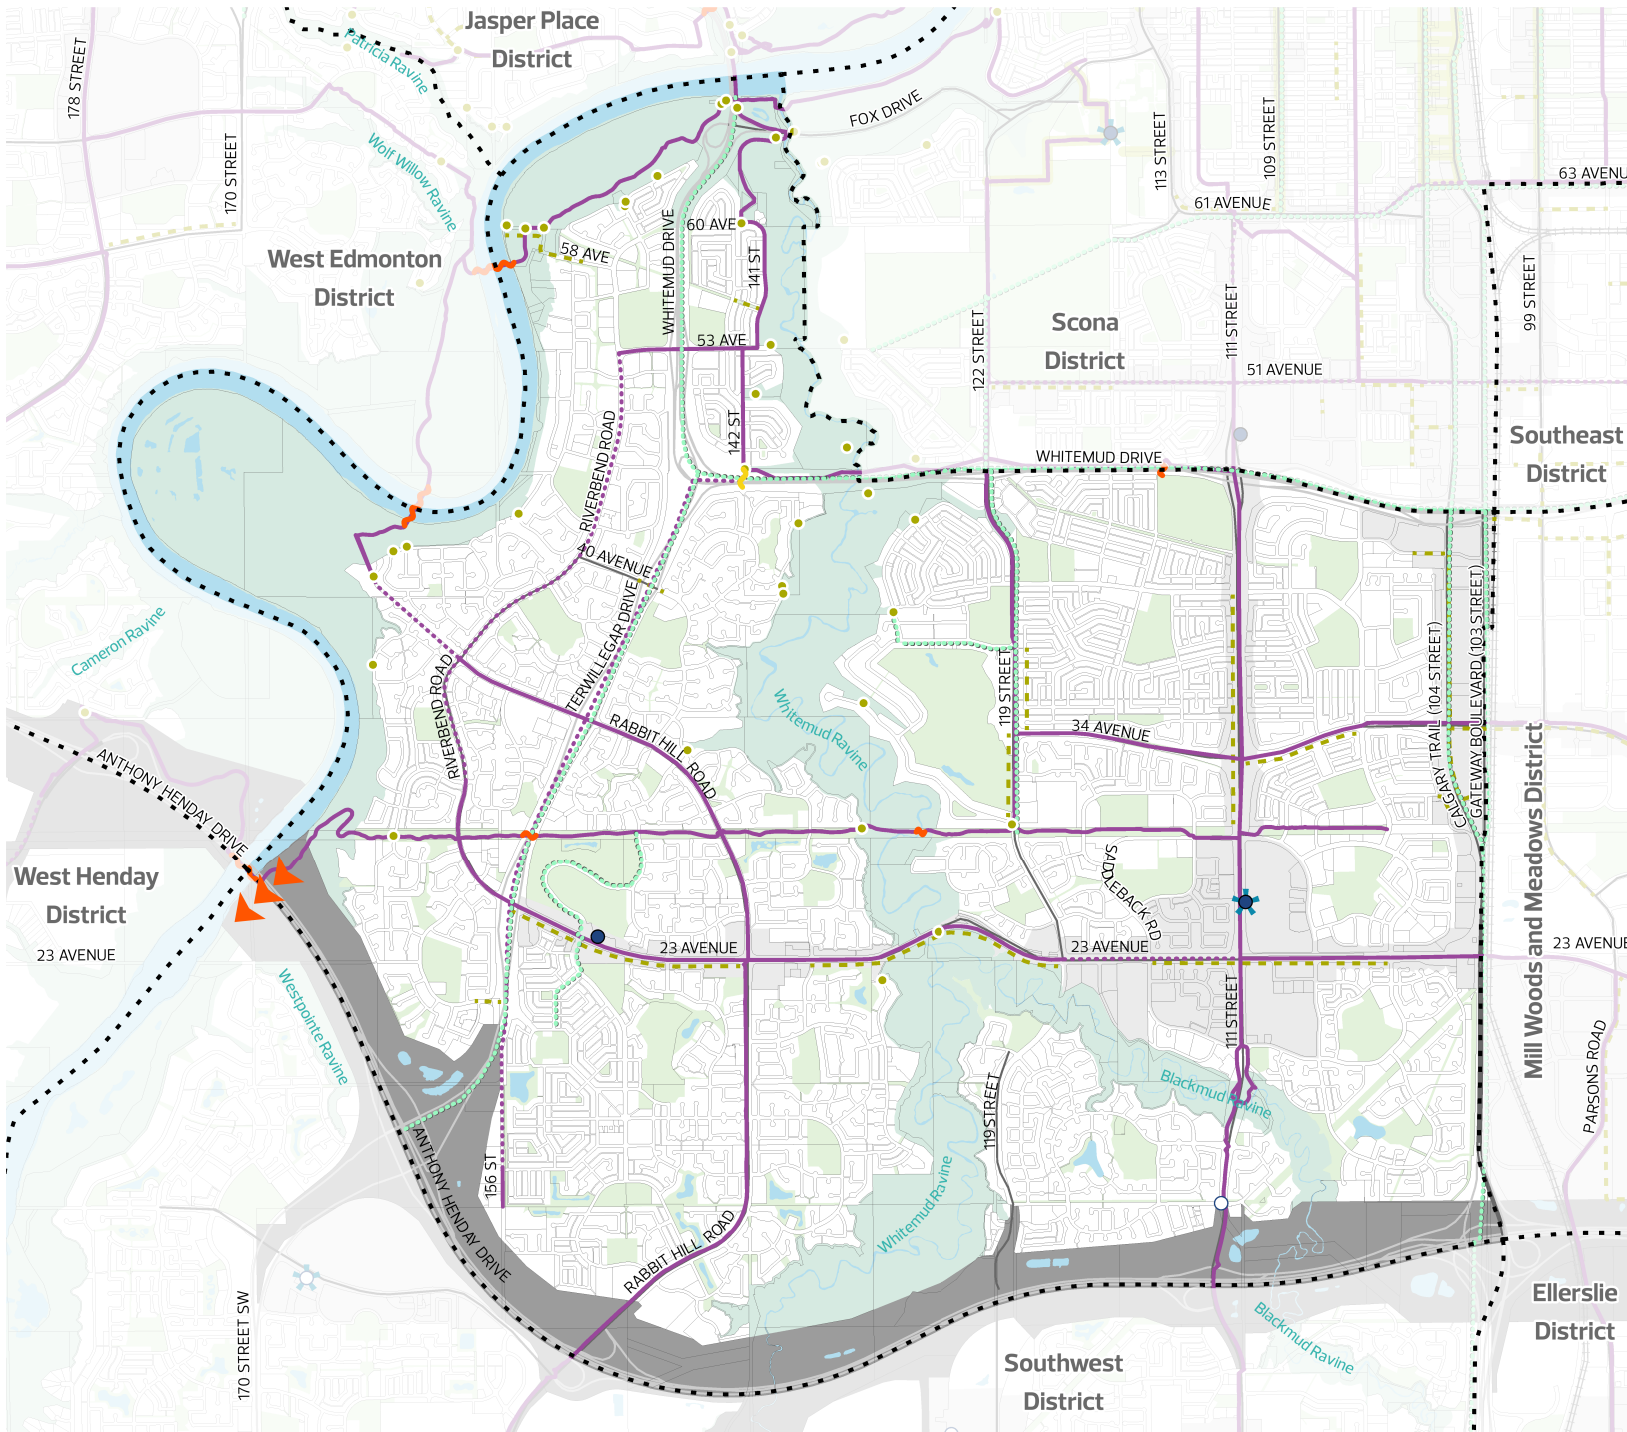 Jasper Place
District
178 STREET
Patricia Ravine
FOX DRIVE
113 STREET
109 STREET
170 STREET
Wolf Willow Ravine
63 AVENU
61 AVENUE
WHITEMUD DRIVE
60 AVE
58 AVE
141 ST
West Edmonton
District
99 STREET
111 STREET
122 STREET
Scona
District
53 AVE
51 AVENUE
142 ST
RIVERBEND ROAD
Southeast
District
WHITEMUD DRIVE
40 AVENUE
Cameron Ravine
TERWILLEGAR DRIVE
RIVERBEND ROAD
119 STREET
CALGARY TRAIL (104 STREET)
GATEWAY BOULEVARD (103 STREET)
Whitemud Ravine
RABBIT HILL ROAD
34 AVENUE
ANTHONY HENDAY DRIVE
Mill Woods and Meadows District
West Henday
District
SADDLEBACK RD
23 AVENUE
23 AVENUE
23 AVENUE
23 AVENUE
Westpointe Ravine
111 STREET
119 STREET
Blackmud Ravine
PARSONS ROAD
156 ST
ANTHONY HENDAY DRIVE
Whitemud Ravine
RABBIT HILL ROAD
170 STREET SW
Ellerslie
District
Blackmud Ravine
Southwest
District